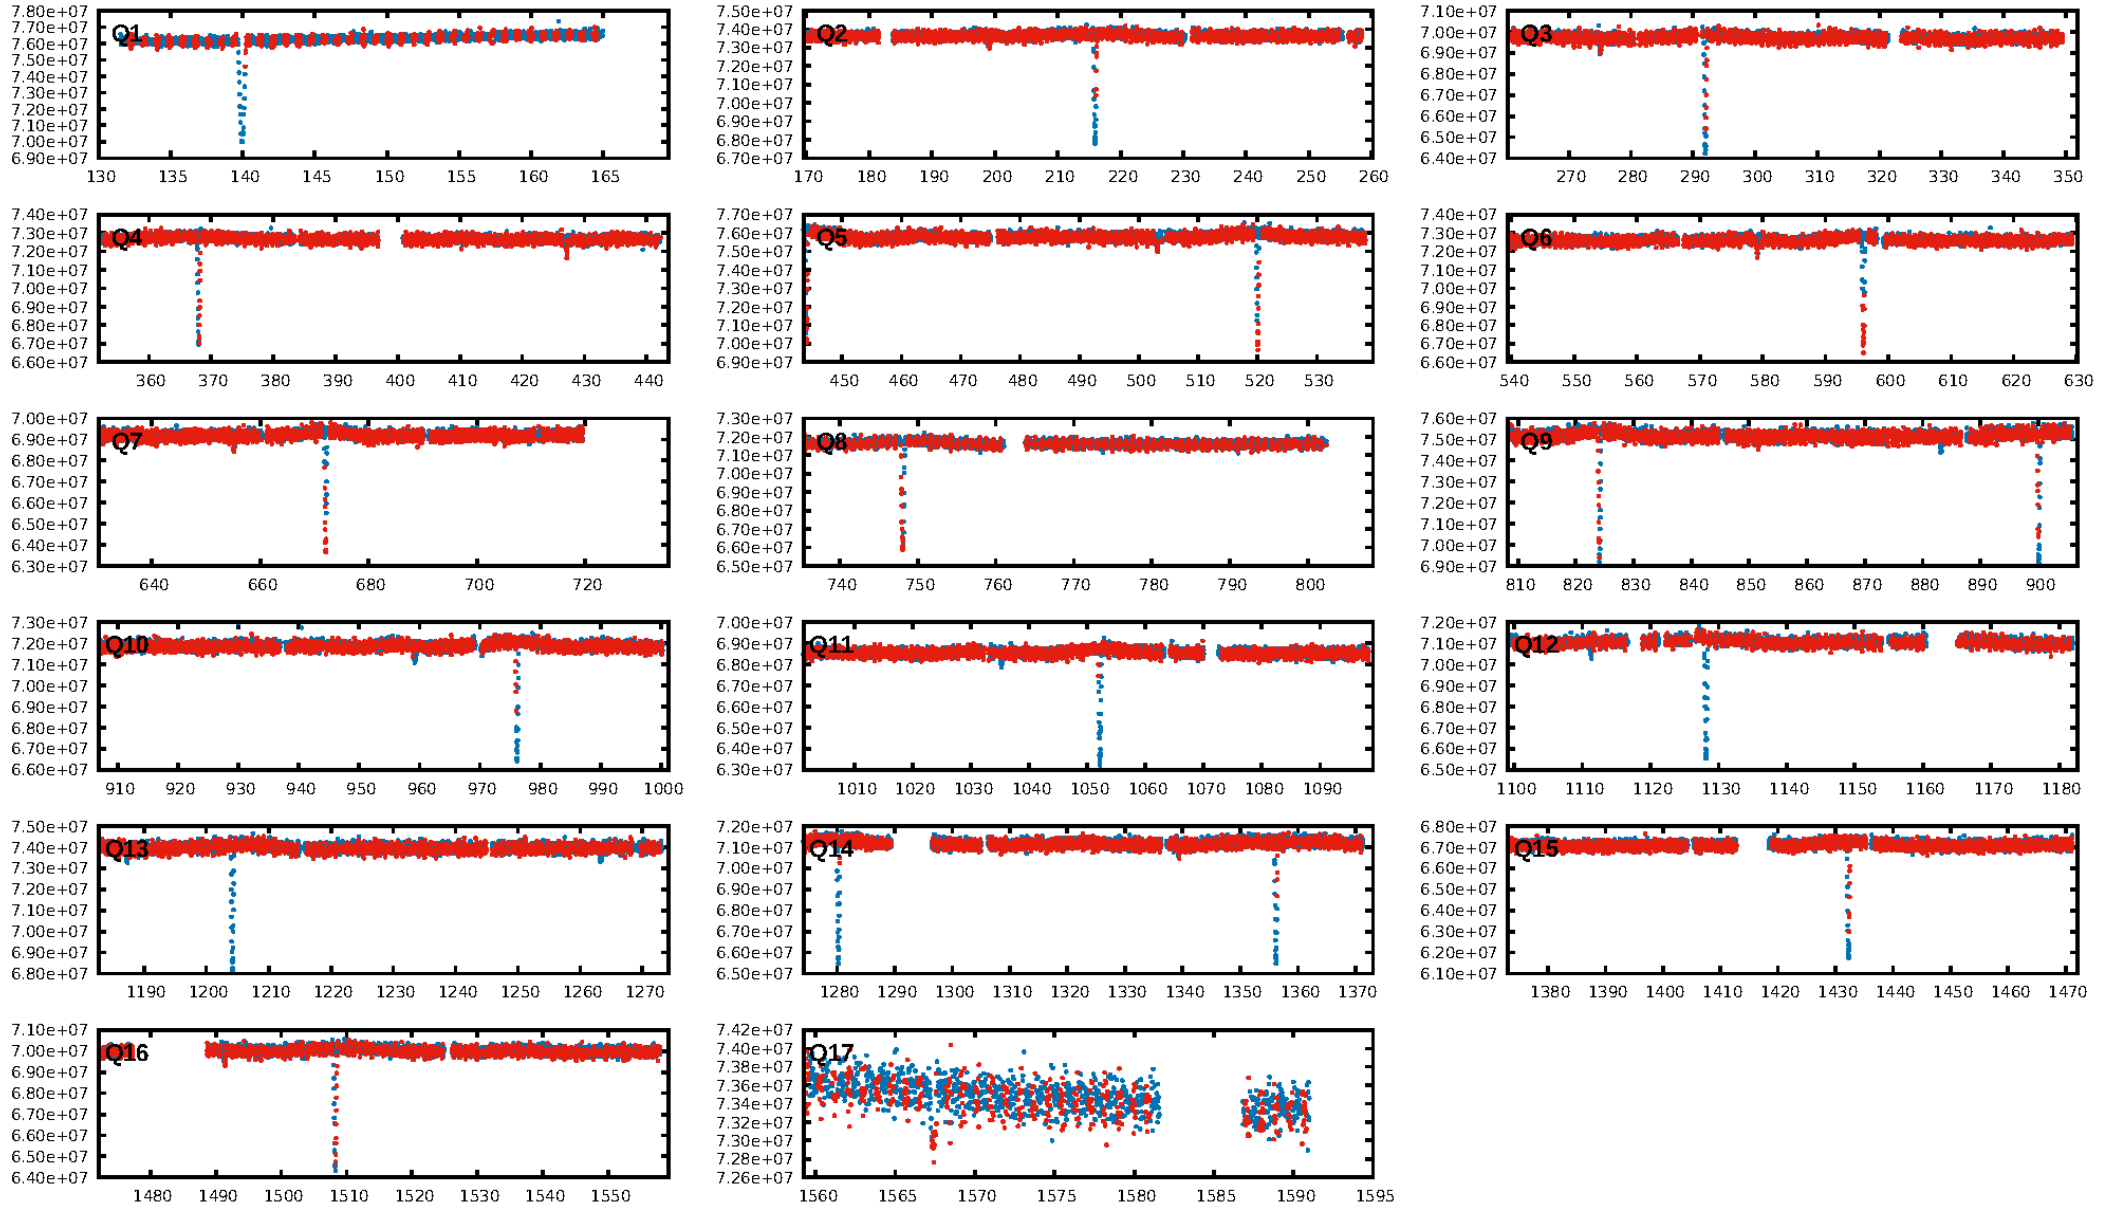 Q1
7.80e+07
7.70e+07
7.60e+07
7.50e+07
7.40e+07
7.30e+07
7.20e+07
7.10e+07
7.00e+07
6.90e+07
130 135 140 145 150 155 160 165
Q2
7.50e+07
7.40e+07
7.30e+07
7.20e+07
7.10e+07
7.00e+07
6.90e+07
6.80e+07
6.70e+07
170 180 190 200 210 220 230 240 250 260
Q3
7.10e+07
7.00e+07
6.90e+07
6.80e+07
6.70e+07
6.60e+07
6.50e+07
6.40e+07
270 280 290 300 310 320 330 340 350
Q4
7.40e+07
7.30e+07
7.20e+07
7.10e+07
7.00e+07
6.90e+07
6.80e+07
6.70e+07
6.60e+07
360 370 380 390 400 410 420 430 440
Q5
7.70e+07
7.60e+07
7.50e+07
7.40e+07
7.30e+07
7.20e+07
7.10e+07
7.00e+07
6.90e+07
450 460 470 480 490 500 510 520 530
Q6
7.40e+07
7.30e+07
7.20e+07
7.10e+07
7.00e+07
6.90e+07
6.80e+07
6.70e+07
6.60e+07
540 550 560 570 580 590 600 610 620 630
Q7
7.00e+07
6.90e+07
6.80e+07
6.70e+07
6.60e+07
6.50e+07
6.40e+07
6.30e+07
640 660 680 700 720
Q8
7.30e+07
7.20e+07
7.10e+07
7.00e+07
6.90e+07
6.80e+07
6.70e+07
6.60e+07
6.50e+07
740 750 760 770 780 790 800
Q9
7.60e+07
7.50e+07
7.40e+07
7.30e+07
7.20e+07
7.10e+07
7.00e+07
6.90e+07
810 820 830 840 850 860 870 880 890 900
Q10
7.30e+07
7.20e+07
7.10e+07
7.00e+07
6.90e+07
6.80e+07
6.70e+07
6.60e+07
910 920 930 940 950 960 970 980 990 1000
Q11
7.00e+07
6.90e+07
6.80e+07
6.70e+07
6.60e+07
6.50e+07
6.40e+07
6.30e+07
1010 1020 1030 1040 1050 1060 1070 1080 1090
Q12
7.20e+07
7.10e+07
7.00e+07
6.90e+07
6.80e+07
6.70e+07
6.60e+07
6.50e+07
1100 1110 1120 1130 1140 1150 1160 1170 1180
Q13
7.50e+07
7.40e+07
7.30e+07
7.20e+07
7.10e+07
7.00e+07
6.90e+07
6.80e+07
1190 1200 1210 1220 1230 1240 1250 1260 1270
Q14
7.20e+07
7.10e+07
7.00e+07
6.90e+07
6.80e+07
6.70e+07
6.60e+07
6.50e+07
1280 1290 1300 1310 1320 1330 1340 1350 1360 1370
Q15
6.80e+07
6.70e+07
6.60e+07
6.50e+07
6.40e+07
6.30e+07
6.20e+07
6.10e+07
1380 1390 1400 1410 1420 1430 1440 1450 1460 1470
Q16
7.10e+07
7.00e+07
6.90e+07
6.80e+07
6.70e+07
6.60e+07
6.50e+07
6.40e+07
1480 1490 1500 1510 1520 1530 1540 1550
Q17
7.42e+07
7.40e+07
7.38e+07
7.36e+07
7.34e+07
7.32e+07
7.30e+07
7.28e+07
7.26e+07
1560 1565 1570 1575 1580 1585 1590 1595